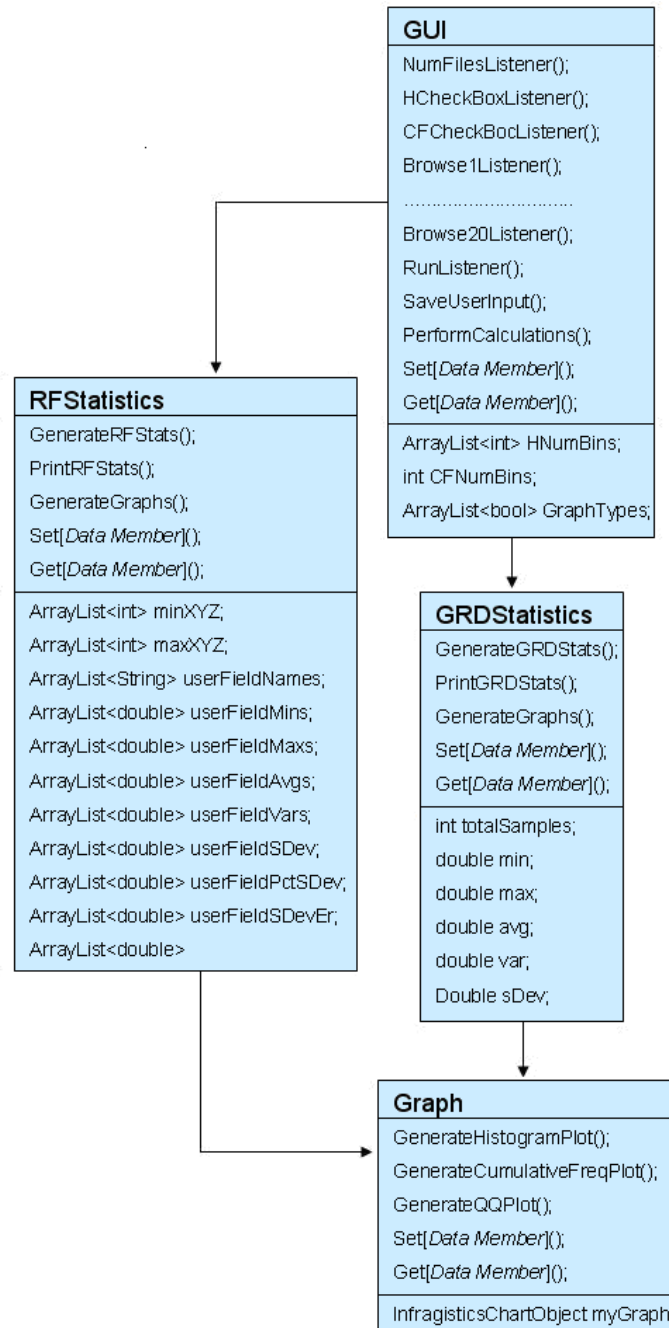 GUI
NumFilesListener();
HCheckBoxListener();
CFCheckBocListener();
Browse1Listener();
................................
Browse20Listener();
RunListener();
SaveUserInput();
PerformCalculations();
Set[Data Member]();
Get[Data Member]();
ArrayList<int> HNumBins;
int CFNumBins;
ArrayList<bool> GraphTypes;
RFStatistics
GenerateRFStats();
PrintRFStats();
GenerateGraphs();
Set[Data Member]();
Get[Data Member]();
ArrayList<int> minXYZ;
ArrayList<int> maxXYZ;
ArrayList<String> userFieldNames;
ArrayList<double> userFieldMins;
ArrayList<double> userFieldMaxs;
ArrayList<double> userFieldAvgs;
ArrayList<double> userFieldVars;
ArrayList<double> userFieldSDev;
ArrayList<double> userFieldPctSDev;
ArrayList<double> userFieldSDevEr;
ArrayList<double>
GRDStatistics
GenerateGRDStats();
PrintGRDStats();
GenerateGraphs();
Set[Data Member]();
Get[Data Member]();
int totalSamples;
double min;
double max;
double avg;
double var;
Double sDev;
Graph
GenerateHistogramPlot();
GenerateCumulativeFreqPlot();
GenerateQQPlot();
Set[Data Member]();
Get[Data Member]();
InfragisticsChartObject myGraph